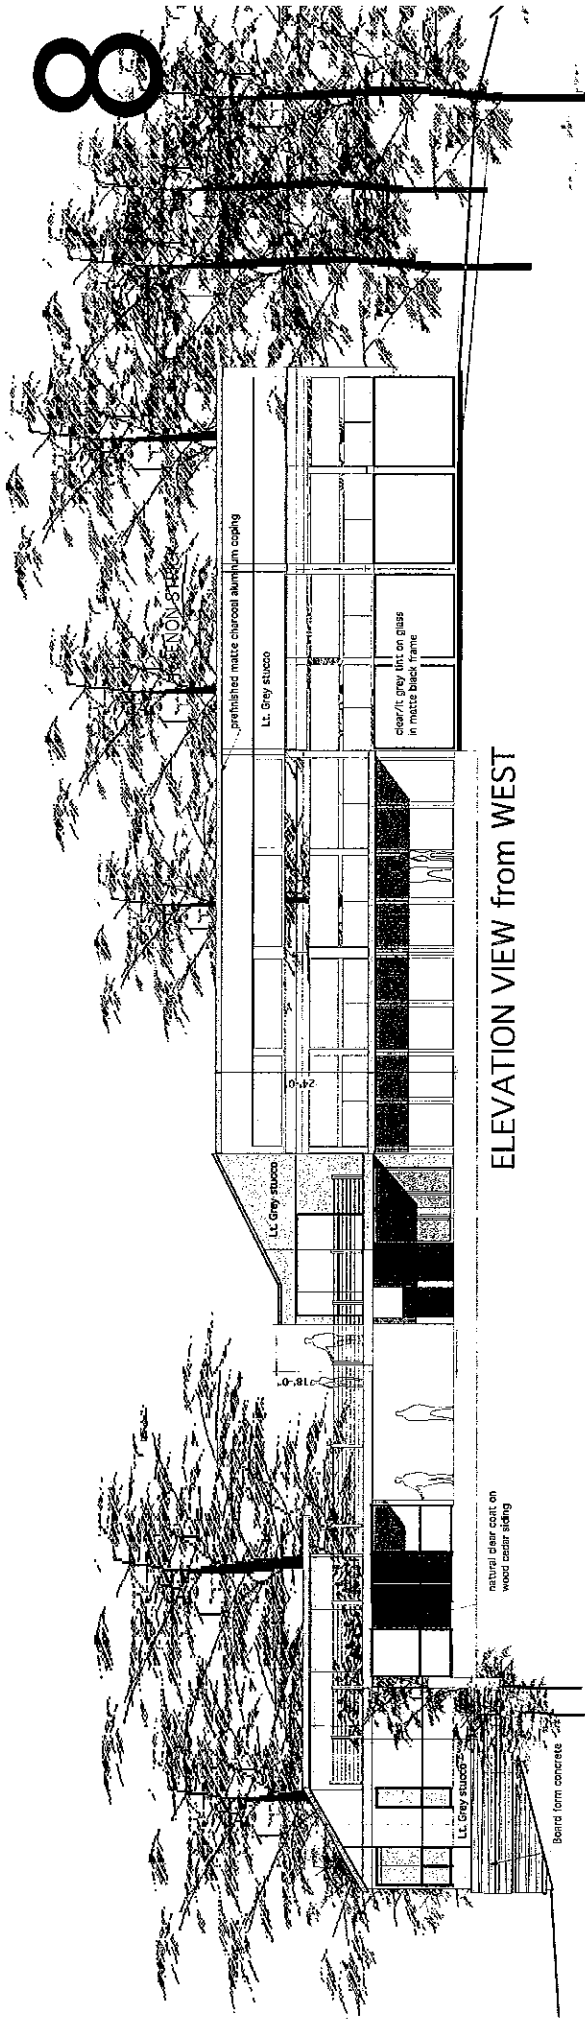 8
prefinished matte charcoal aluminum coping
Lt. Grey stucco
clear/lt grey tint on glass
in matte black frame
24'-0"
Lt. Grey stucco
18'-0"
natural clear coat on
wood cedar siding
Lt. Grey stucco
Board form concrete
ELEVATION VIEW from WEST